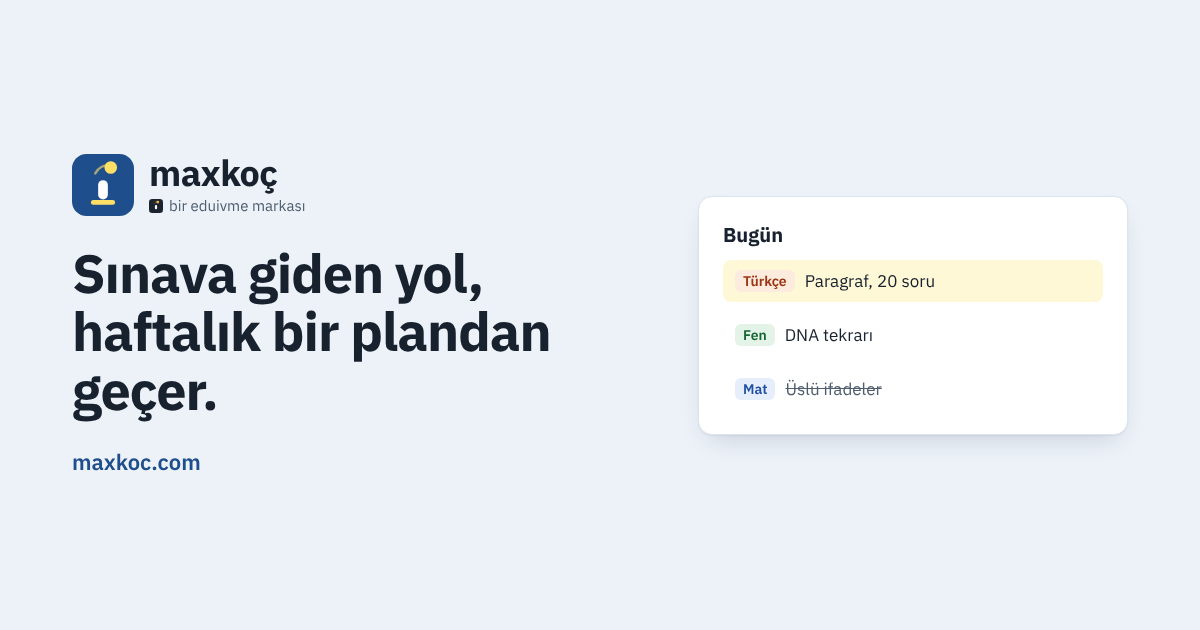 maxkoç
bir eduivme markası
Sınava giden yol,
haftalık bir plandan
geçer.
maxkoc.com
Bugün
Türkçe Paragraf, 20 soru
Fen DNA tekrarı
Mat Üslü ifadeler